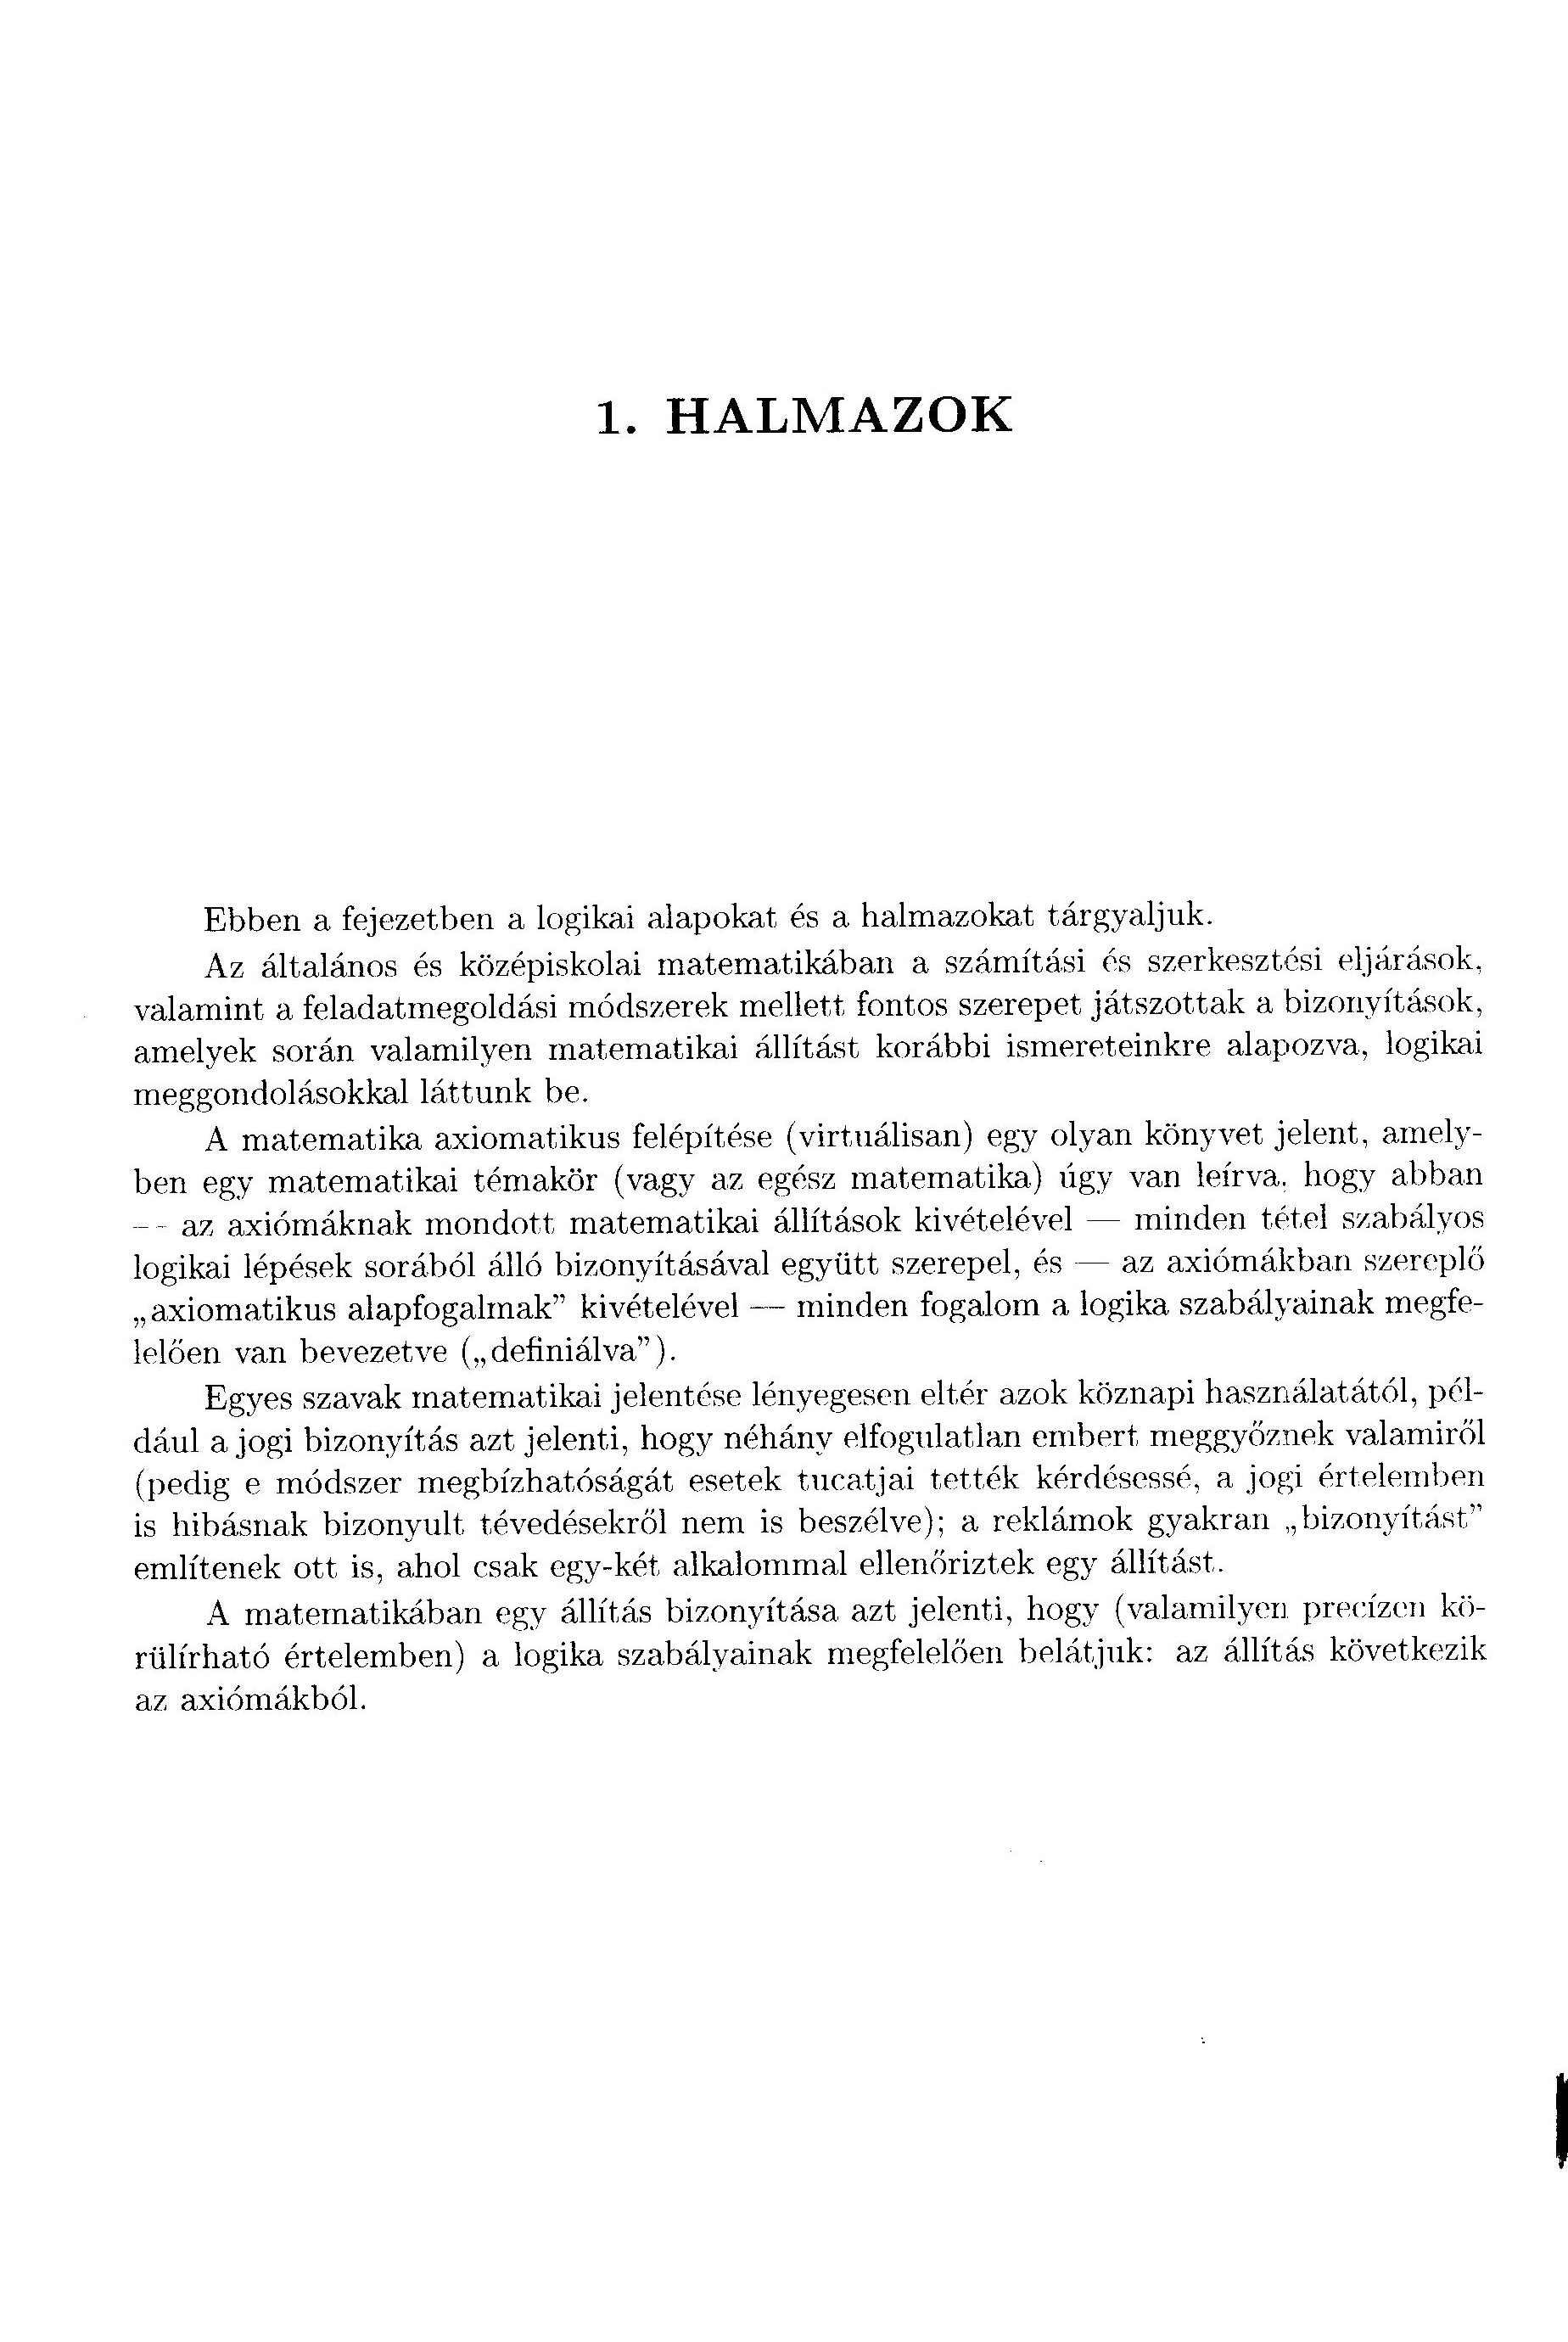 1. HALMAZOK
Ebben a fejezetben a logikai alapokat és a halmazokat tárgyaljuk.
Az általános és középiskolai matematikában a számítási és szerkesztési eljárások,
valamint a feladatmegoldási módszerek mellett fontos szerepet játszottak a bizonyítások,
amelyek során valamilyen matematikai állítást korábbi ismereteinkre alapozva, logikai
meggondolásokkal láttunk be.
A matematika axiomatikus felépítése (virtuálisan) egy olyan könyvet jelent, amely-
ben egy matematikai témakör (vagy az egész matematika) úgy van leírva, hogy abban
— az axiómáknak mondott matematikai állítások kivételével — minden tétel szabályos
logikai lépések sorából álló bizonyításával együtt szerepel, és — az axiómákban szereplő
„axiomatikus alapfogalmak” kivételével — minden fogalom a logika szabályainak megfe-
lelően van bevezetve („definiálva”).
Egyes szavak matematikai jelentése lényegesen eltér azok köznapi használatától, pél-
dául a jogi bizonyítás azt jelenti, hogy néhány elfogulatlan embert meggyőznek valamiről
(pedig e módszer megbízhatóságát esetek tucatjai tették kérdésessé, a jogi értelemben
is hibásnak bizonyult tévedésekről nem is beszélve); a reklámok gyakran „bizonyítást”
említenek ott is, ahol csak egy-két alkalommal ellenőriztek egy állítást.
A matematikában egy állítás bizonyítása azt jelenti, hogy (valamilyen precízen kö-
rülírható értelemben) a logika szabályainak megfelelően belátjuk: az állítás következik
az axiómákból.